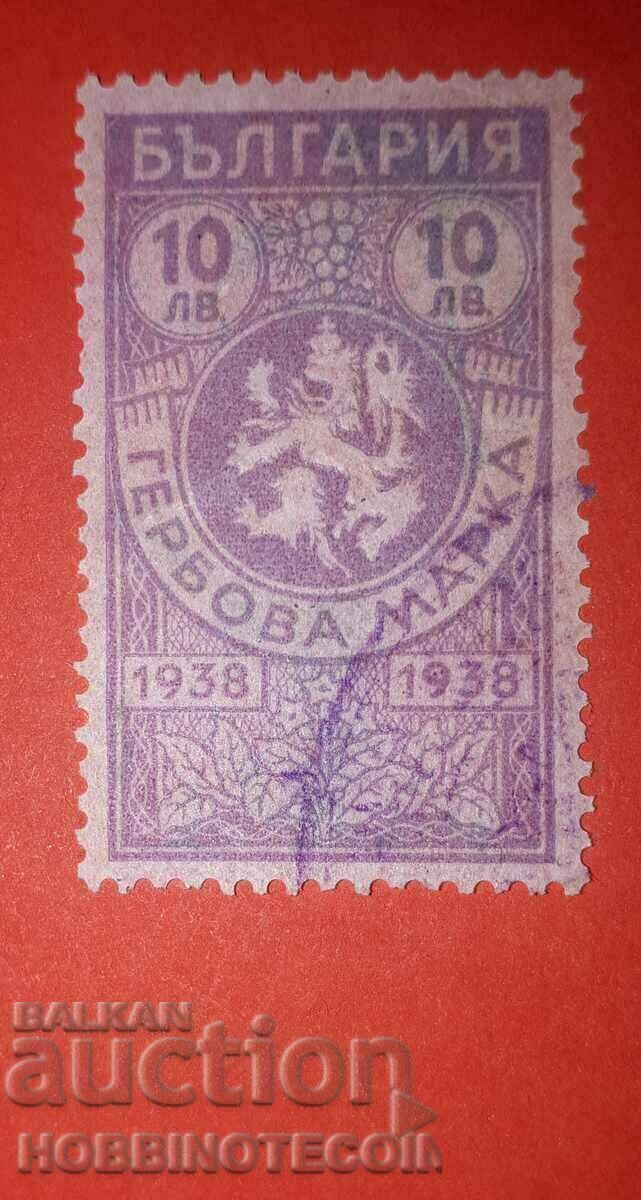 БЪЛГАРИЯ
10 ЛВ.
10 ЛВ.
ГЕРБОВА МАРКА
1938
1938
BALKAN
auction
HOBBINOTECOIN